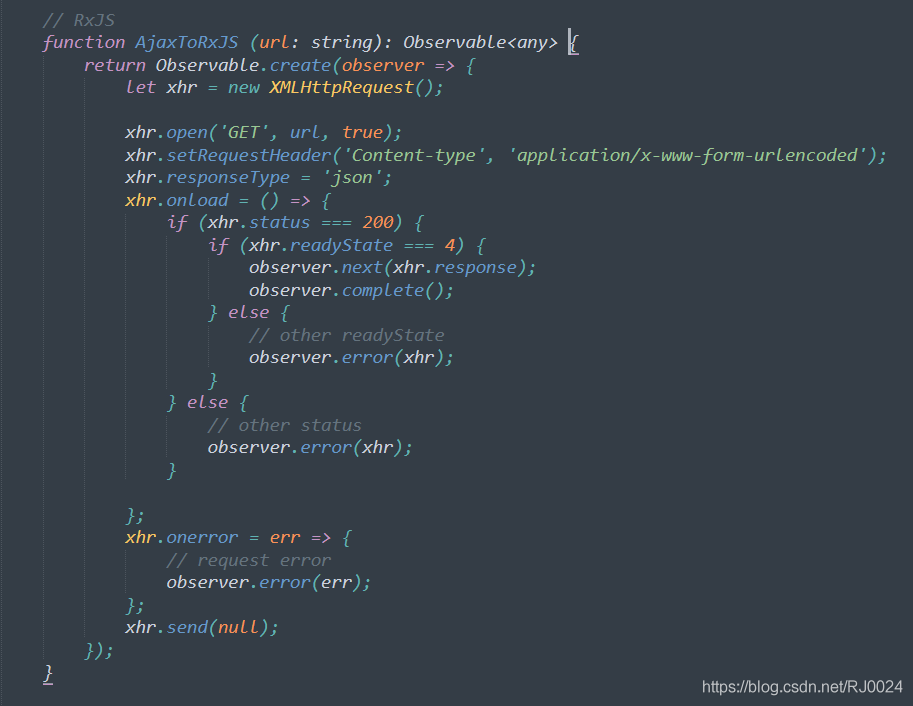 // RxJS
function AjaxToRxJS (url: string): Observable<any> {
    return Observable.create(observer => {
        let xhr = new XMLHttpRequest();

        xhr.open('GET', url, true);
        xhr.setRequestHeader('Content-type', 'application/x-www-form-urlencoded');
        xhr.responseType = 'json';
        xhr.onload = () => {
            if (xhr.status === 200) {
                if (xhr.readyState === 4) {
                    observer.next(xhr.response);
                    observer.complete();
                } else {
                    // other readyState
                    observer.error(xhr);
                }
            } else {
                // other status
                observer.error(xhr);
            }

        };
        xhr.onerror = err => {
            // request error
            observer.error(err);
        };
        xhr.send(null);
    });
}
https://blog.csdn.net/RJ0024